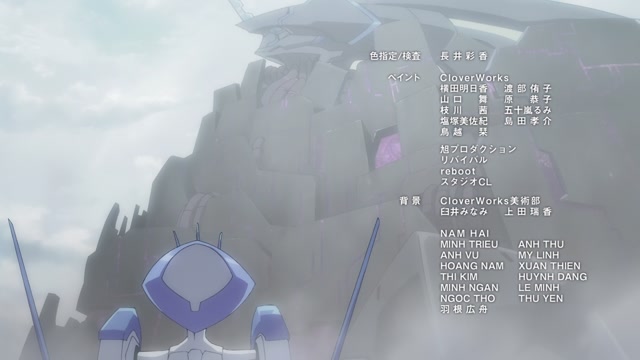 色指定/検査 長井彩香
ペイント CloverWorks
横田明日香 渡部侑子
山口 舞 原 恭子
枝川 茜 五十嵐るみ
塩塚美佐紀 島田孝介
鳥越 栞
旭プロダクション
リバイバル
reboot
スタジオCL
背景 CloverWorks美術部
臼井みなみ 上田瑞香
NAM HAI
MINH TRIEU ANH THU
ANH VU MY LINH
HOANG NAM XUAN THIEN
THI KIM HUYNH DANG
MINH NGAN LE MINH
NGOC THO THU YEN
羽根広舟